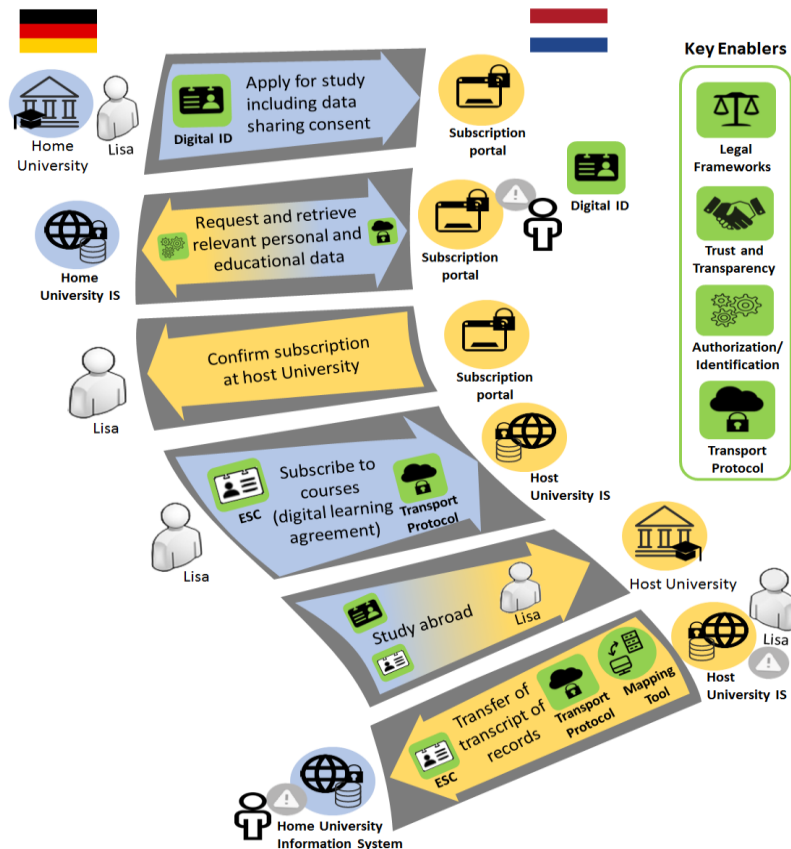 Key Enablers
Legal
Frameworks
Trust and
Transparency
Authorization/
Identification
Transport
Protocol
Home
University
Lisa
Digital ID
Apply for study
including data
sharing consent
Subscription
portal
Digital ID
Home
University IS
Request and retrieve
relevant personal and
educational data
Subscription
portal
Lisa
Confirm subscription
at host University
Subscription
portal
Lisa
ESC
Subscribe to
courses
(digital learning
agreement)
Transport
Protocol
Host
University IS
Study abroad
Lisa
Host University
Lisa
Host
University IS
Mapping
Tool
Transport
Protocol
Transfer of
transcript of
records
ESC
Home University
Information System